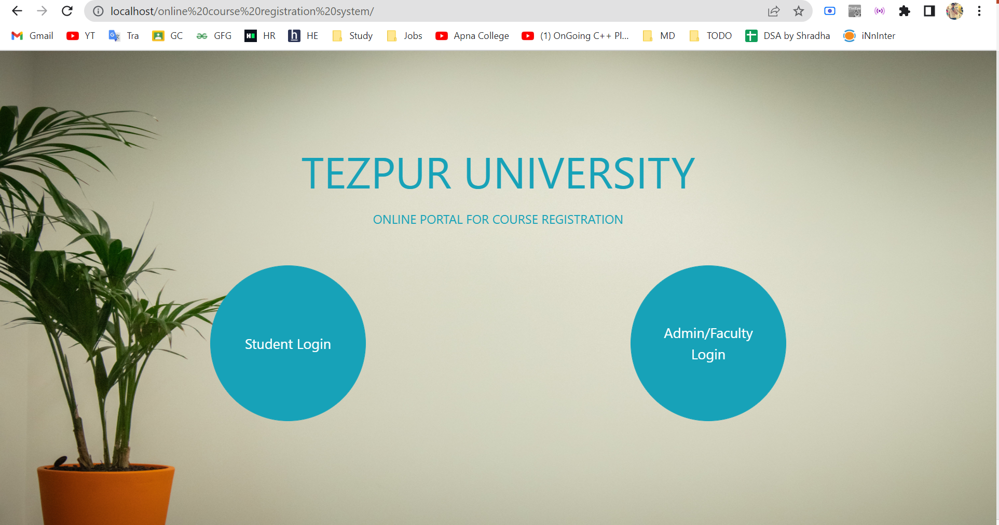 localhost/online%20course%20registration%20system/
Gmail YT Tra GC GFG HR HE Study Jobs Apna College (1) OnGoing C++ Pl... MD TODO DSA by Shradha iNnInter
TEZPUR UNIVERSITY
ONLINE PORTAL FOR COURSE REGISTRATION
Student Login
Admin/Faculty
Login